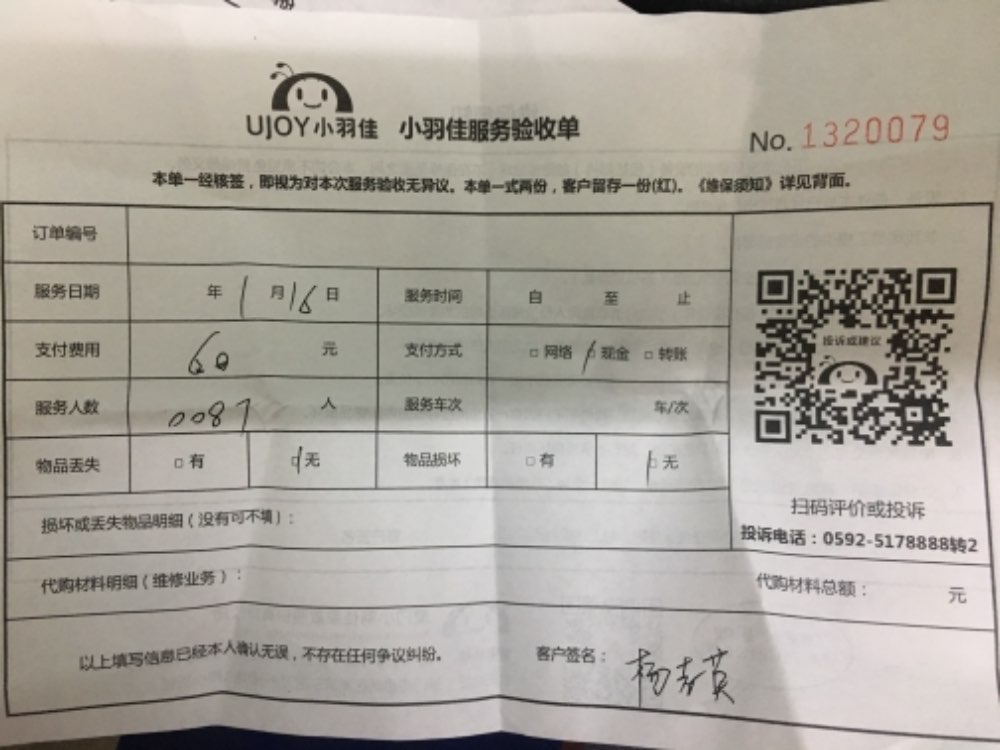 UJOY小羽佳 小羽佳服务验收单
No. 1320079
本单一经核签，即视为对本次服务验收无异议。本单一式两份，客户留存一份(红)。《维保须知》详见背面。
订单编号
服务日期 年 1 月 16 日 服务时间 自 至 止
支付费用 60 元 支付方式 □ 网络 □ 现金 □ 转账
服务人数 0087 人 服务车次 车/次
物品丢失 □ 有 □ 无 物品损坏 □ 有 □ 无
投诉或建议
扫码评价或投诉
投诉电话：0592-5178888转2
损坏或丢失物品明细（没有可不填）：
代购材料明细（维修业务）： 代购材料总额： 元
以上填写信息已经本人确认无误，不存在任何争议纠纷。 客户签名： 杨 英